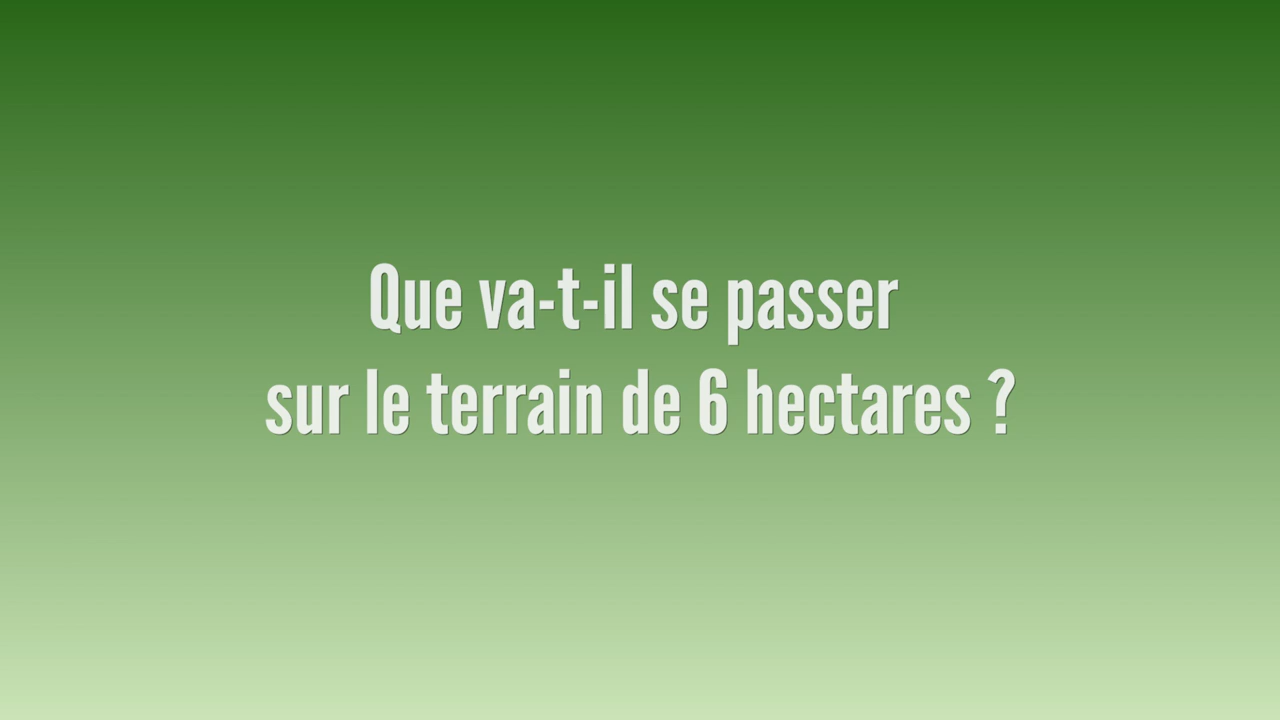 Que va-t-il se passer
sur le terrain de 6 hectares ?